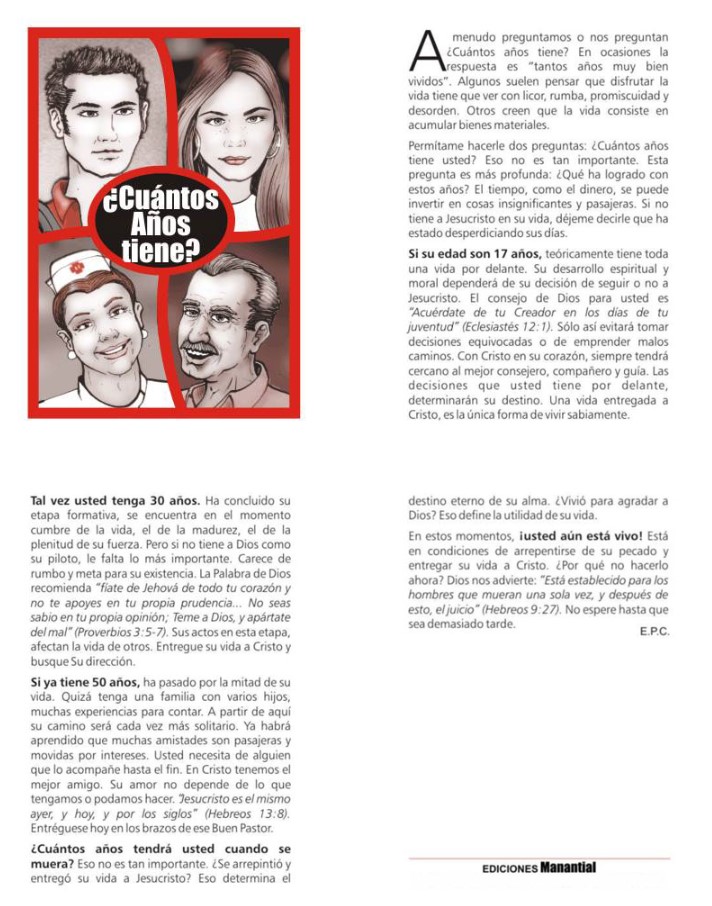 ¿Cuántos
Años
tiene?
A menudo preguntamos o nos preguntan
¿Cuántos años tiene? En ocasiones la
respuesta es “tantos años muy bien
vividos”. Algunos suelen pensar que disfrutar la
vida tiene que ver con licor, rumba, promiscuidad y
desorden. Otros creen que la vida consiste en
acumular bienes materiales.
Permítame hacerle dos preguntas: ¿Cuántos años
tiene usted? Eso no es tan importante. Esta
pregunta es más profunda: ¿Qué ha logrado con
estos años? El tiempo, como el dinero, se puede
invertir en cosas insignificantes y pasajeras. Si no
tiene a Jesucristo en su vida, déjeme decirle que ha
estado desperdiciando sus días.
Si su edad son 17 años, teóricamente tiene toda
una vida por delante. Su desarrollo espiritual y
moral dependerá de su decisión de seguir o no a
Jesucristo. El consejo de Dios para usted es
“Acuérdate de tu Creador en los días de tu
juventud” (Eclesiastés 12:1). Sólo así evitará tomar
decisiones equivocadas o de emprender malos
caminos. Con Cristo en su corazón, siempre tendrá
cercano al mejor consejero, compañero y guía. Las
decisiones que usted tiene por delante,
determinarán su destino. Una vida entregada a
Cristo, es la única forma de vivir sabiamente.
Tal vez usted tenga 30 años. Ha concluido su
etapa formativa, se encuentra en el momento
cumbre de la vida, el de la madurez, el de la
plenitud de su fuerza. Pero si no tiene a Dios como
su piloto, le falta lo más importante. Carece de
rumbo y meta para su existencia. La Palabra de Dios
recomienda “fíate de Jehová de todo tu corazón y
no te apoyes en tu propia prudencia... No seas
sabio en tu propia opinión; Teme a Dios, y apártate
del mal” (Proverbios 3:5-7). Sus actos en esta etapa,
afectan la vida de otros. Entregue su vida a Cristo y
busque Su dirección.
Si ya tiene 50 años, ha pasado por la mitad de su
vida. Quizá tenga una familia con varios hijos,
muchas experiencias para contar. A partir de aquí
su camino será cada vez más solitario. Ya habrá
aprendido que muchas amistades son pasajeras y
movidas por intereses. Usted necesita de alguien
que lo acompañe hasta el fin. En Cristo tenemos el
mejor amigo. Su amor no depende de lo que
tengamos o podamos hacer. “Jesucristo es el mismo
ayer, y hoy, y por los siglos” (Hebreos 13:8).
Entréguese hoy en los brazos de ese Buen Pastor.
¿Cuántos años tendrá usted cuando se
muera? Eso no es tan importante. ¿Se arrepintió y
entregó su vida a Jesucristo? Eso determina el
destino eterno de su alma. ¿Vivió para agradar a
Dios? Eso define la utilidad de su vida.
En estos momentos, ¡usted aún está vivo! Está
en condiciones de arrepentirse de su pecado y
entregar su vida a Cristo. ¿Por qué no hacerlo
ahora? Dios nos advierte: “Está establecido para los
hombres que mueran una sola vez, y después de
esto, el juicio” (Hebreos 9:27). No espere hasta que
sea demasiado tarde.
E.P.C.
EDICIONES Manantial